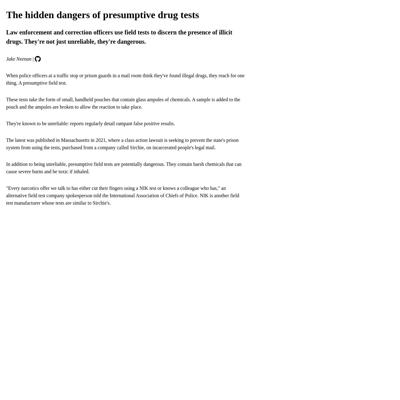 The hidden dangers of presumptive drug tests
Law enforcement and correction officers use field tests to discern the presence of illicit
drugs. They're not just unreliable, they're dangerous.
Jake Neenan |
When police officers at a traffic stop or prison guards in a mail room think they've found illegal drugs, they reach for one
thing. A presumptive field test.
These tests take the form of small, handheld pouches that contain glass ampules of chemicals. A sample is added to the
pouch and the ampules are broken to allow the reaction to take place.
They're known to be unreliable: reports regularly detail rampant false positive results.
The latest was published in Massachusetts in 2021, where a class action lawsuit is seeking to prevent the state's prison
system from using the tests, purchased from a company called Sirchie, on incarcerated people's legal mail.
In addition to being unreliable, presumptive field tests are potentially dangerous. They contain harsh chemicals that can
cause severe burns and be toxic if inhaled.
"Every narcotics offer we talk to has either cut their fingers using a NIK test or knows a colleague who has," an
alternative field test company spokesperson told the International Association of Chiefs of Police. NIK is another field
test manufacturer whose tests are similar to Sirchie's.